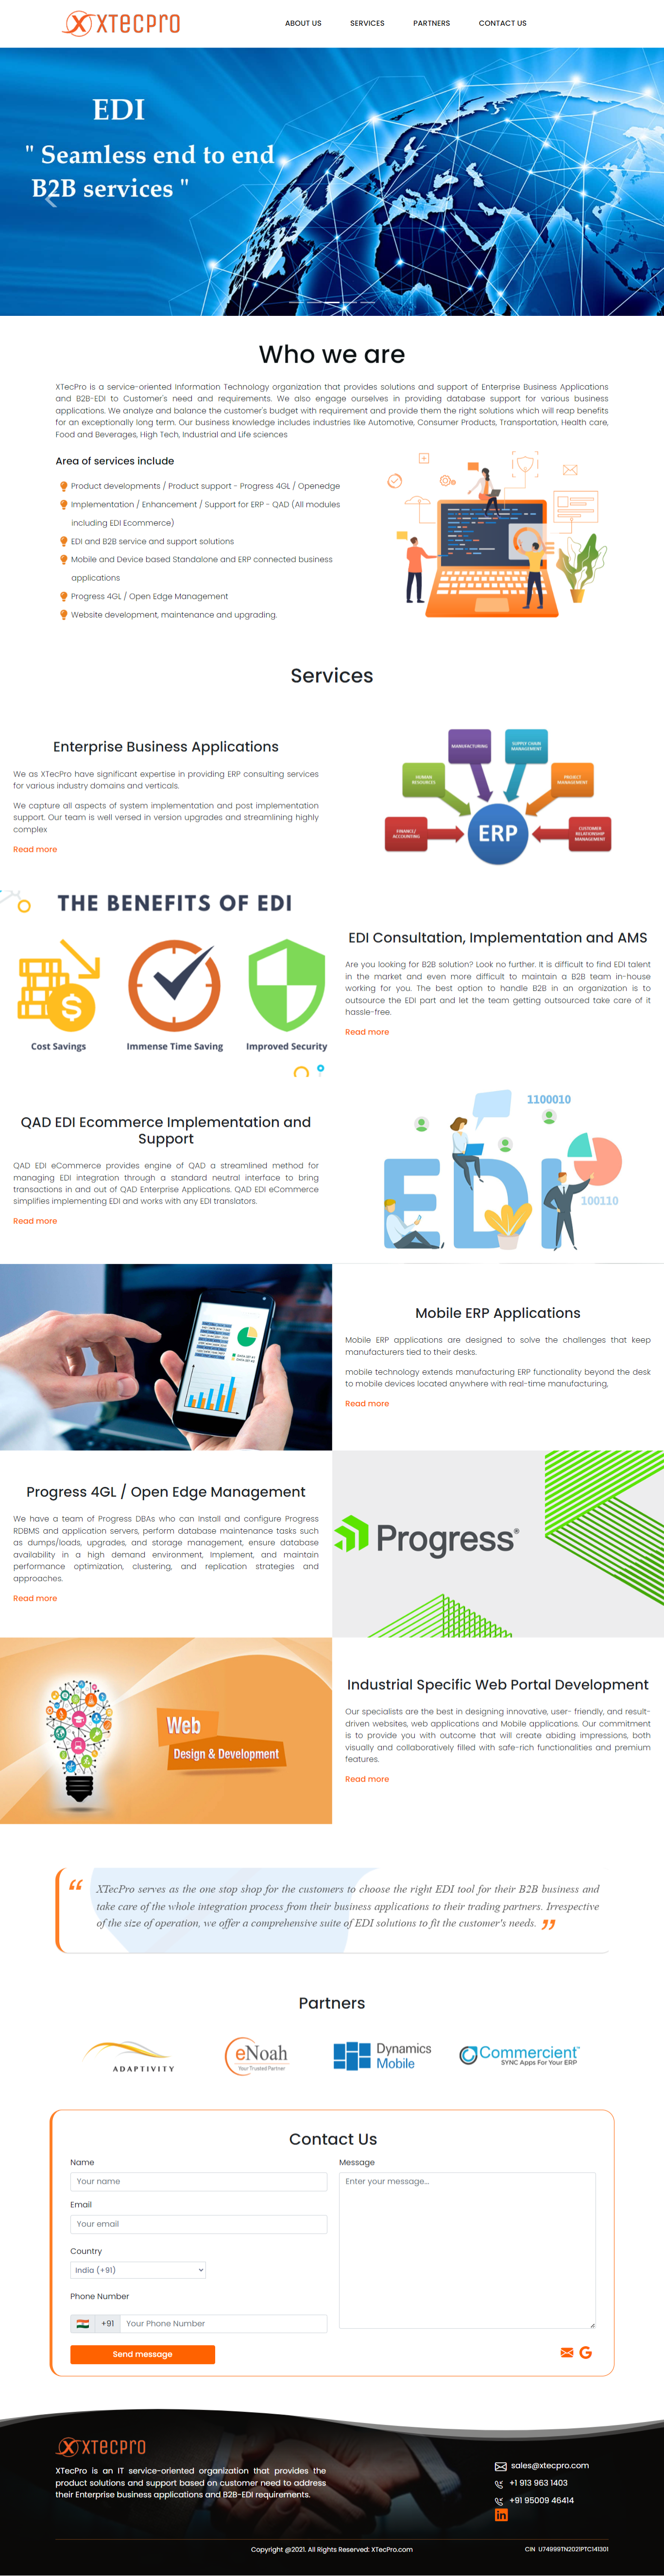 XTECPRO
ABOUT US
SERVICES
PARTNERS
CONTACT US
EDI
" Seamless end to end
B2B services "
Who we are
XTecPro is a service-oriented Information Technology organization that provides solutions and support of Enterprise Business Applications
and B2B-EDI to Customer's need and requirements. We also engage ourselves in providing database support for various business
applications. We analyze and balance the customer's budget with requirement and provide them the right solutions which will reap benefits
for an exceptionally long term. Our business knowledge includes industries like Automotive, Consumer Products, Transportation, Health care,
Food and Beverages, High Tech, Industrial and Life sciences
Area of services include
Product developments / Product support - Progress 4GL / Openedge
Implementation / Enhancement / Support for ERP - QAD (All modules
including EDI Ecommerce)
EDI and B2B service and support solutions
Mobile and Device based Standalone and ERP connected business
applications
Progress 4GL / Open Edge Management
Website development, maintenance and upgrading.
Services
Enterprise Business Applications
We as XTecPro have significant expertise in providing ERP consulting services
for various industry domains and verticals.
We capture all aspects of system implementation and post implementation
support. Our team is well versed in version upgrades and streamlining highly
complex
Read more
MANUFACTURING
SUPPLY CHAIN
MANAGEMENT
HUMAN
RESOURCES
PROJECT
MANAGEMENT
FINANCE/
ACCOUNTING
ERP
CUSTOMER
RELATIONSHIP
MANAGEMENT
THE BENEFITS OF EDI
Cost Savings
Immense Time Saving
Improved Security
EDI Consultation, Implementation and AMS
Are you looking for B2B solution? Look no further. It is difficult to find EDI talent
in the market and even more difficult to maintain a B2B team in-house
working for you. The best option to handle B2B in an organization is to
outsource the EDI part and let the team getting outsourced take care of it
hassle-free.
Read more
QAD EDI Ecommerce Implementation and
Support
QAD EDI eCommerce provides engine of QAD a streamlined method for
managing EDI integration through a standard neutral interface to bring
transactions in and out of QAD Enterprise Applications. QAD EDI eCommerce
simplifies implementing EDI and works with any EDI translators.
Read more
1100010
EDI
100110
Mobile ERP Applications
Mobile ERP applications are designed to solve the challenges that keep
manufacturers tied to their desks.
mobile technology extends manufacturing ERP functionality beyond the desk
to mobile devices located anywhere with real-time manufacturing,
Read more
Progress 4GL / Open Edge Management
We have a team of Progress DBAs who can Install and configure Progress
RDBMS and application servers, perform database maintenance tasks such
as dumps/loads, upgrades, and storage management, ensure database
availability in a high demand environment, Implement, and maintain
performance optimization, clustering, and replication strategies and
approaches.
Read more
Progress®
Web
Design & Development
Industrial Specific Web Portal Development
Our specialists are the best in designing innovative, user- friendly, and result-
driven websites, web applications and Mobile applications. Our commitment
is to provide you with outcome that will create abiding impressions, both
visually and collaboratively filled with safe-rich functionalities and premium
features.
Read more
“ XTecPro serves as the one stop shop for the customers to choose the right EDI tool for their B2B business and
take care of the whole integration process from their business applications to their trading partners. Irrespective
of the size of operation, we offer a comprehensive suite of EDI solutions to fit the customer's needs. ”
Partners
ADAPTIVITY
eNoah
Your Trusted Partner
Dynamics
Mobile
Commercient™
SYNC Apps For Your ERP
Contact Us
Name
Your name
Email
Your email
Country
India (+91)
Phone Number
+91
Your Phone Number
Message
Enter your message...
Send message
XTECPRO
XTecPro is an IT service-oriented organization that provides the
product solutions and support based on customer need to address
their Enterprise business applications and B2B-EDI requirements.
sales@xtecpro.com
+1 913 963 1403
+91 95009 46414
Copyright @2021. All Rights Reserved: XTecPro.com
CIN U74999TN2021PTC141301